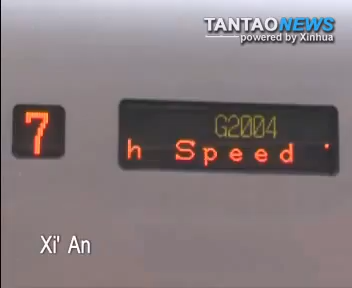 TANTAONEWS
powered by Xinhua
7
G2004
h Speed
Xi' An